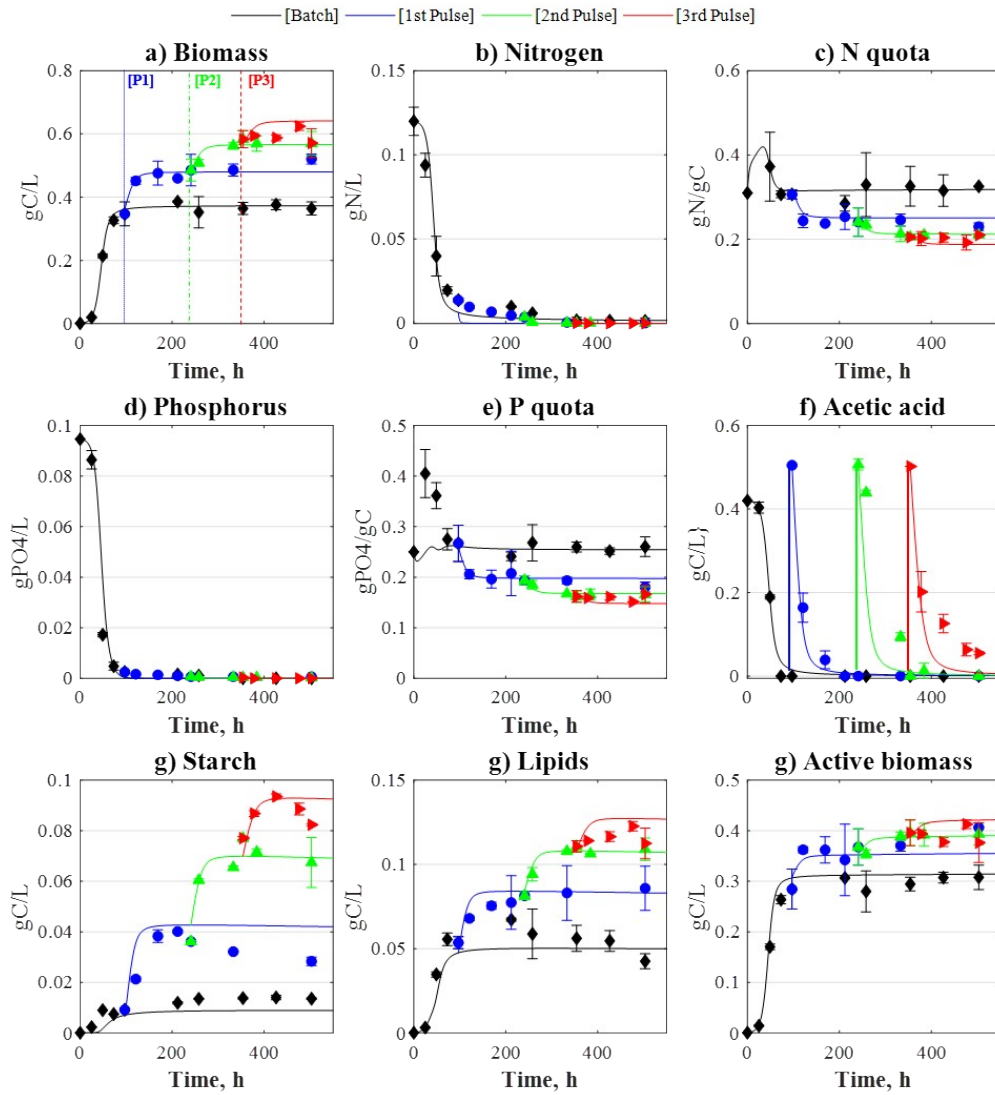 [Batch] [1st Pulse] [2nd Pulse] [3rd Pulse]
a) Biomass
b) Nitrogen
c) N quota
[P1] [P2] [P3]
gC/L
0.8
0.6
0.4
0.2
0
0 200 400
Time, h
gN/L
0.15
0.1
0.05
0
0 200 400
Time, h
gN/gC
0.6
0.4
0.2
0
0 200 400
Time, h
d) Phosphorus
e) P quota
f) Acetic acid
gPO4/L
0.1
0.08
0.06
0.04
0.02
0
0 200 400
Time, h
gPO4/gC
0.5
0.4
0.3
0.2
0.1
0
0 200 400
Time, h
gC/L}
0.6
0.4
0.2
0
0 200 400
Time, h
g) Starch
g) Lipids
g) Active biomass
gC/L
0.1
0.08
0.06
0.04
0.02
0
0 200 400
Time, h
gC/L
0.15
0.1
0.05
0
0 200 400
Time, h
gC/L
0.5
0.4
0.3
0.2
0.1
0
0 200 400
Time, h